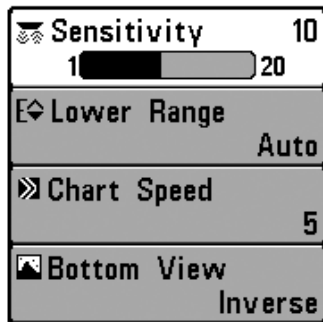 Sensitivity 10
1 20
Lower Range
Auto
Chart Speed
5
Bottom View
Inverse